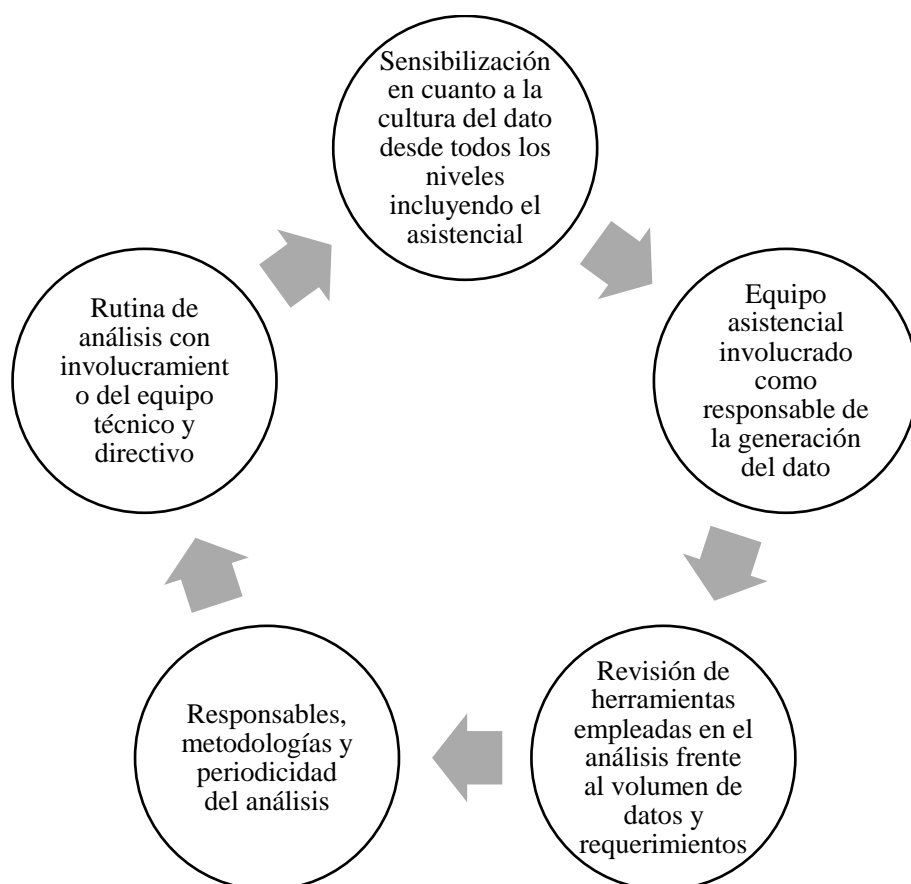 Sensibilización
en cuanto a la
cultura del dato
desde todos los
niveles
incluyendo el
asistencial
Equipo
asistencial
involucrado
como
responsable de
la generación
del dato
Revisión de
herramientas
empleadas en el
análisis frente
al volumen de
datos y
requerimientos
Responsables,
metodologías y
periodicidad
del análisis
Rutina de
análisis con
involucramient
o del equipo
técnico y
directivo